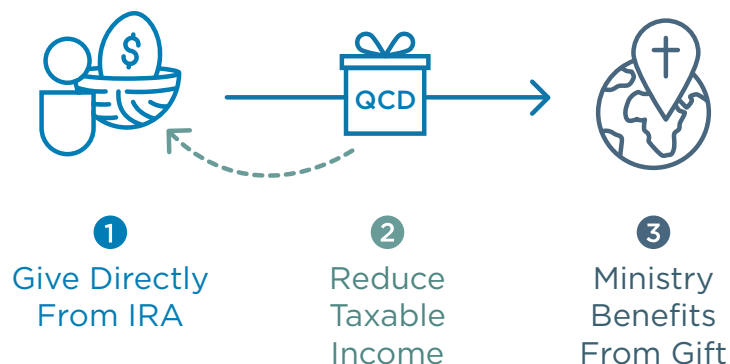 $
QCD
1
Give Directly
From IRA
2
Reduce
Taxable
Income
3
Ministry
Benefits
From Gift